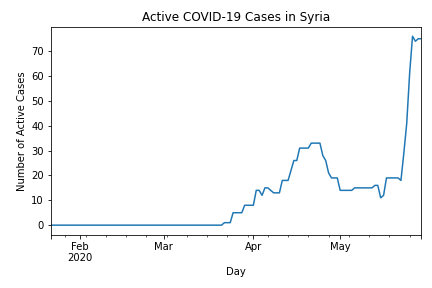 Active COVID-19 Cases in Syria
Number of Active Cases
70
60
50
40
30
20
10
0
Feb
2020
Mar
Apr
May
Day